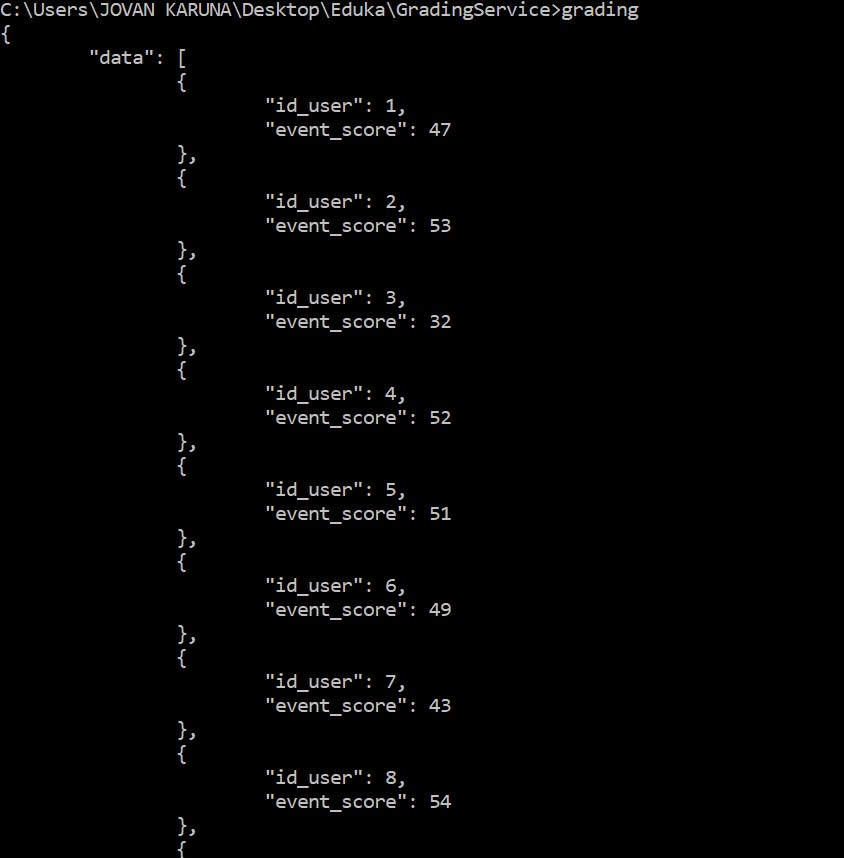 C:\Users\JOVAN KARUNA\Desktop\Eduka\GradingService>grading
{
"data": [
{
"id_user": 1,
"event_score": 47
},
{
"id_user": 2,
"event_score": 53
},
{
"id_user": 3,
"event_score": 32
},
{
"id_user": 4,
"event_score": 52
},
{
"id_user": 5,
"event_score": 51
},
{
"id_user": 6,
"event_score": 49
},
{
"id_user": 7,
"event_score": 43
},
{
"id_user": 8,
"event_score": 54
},
{